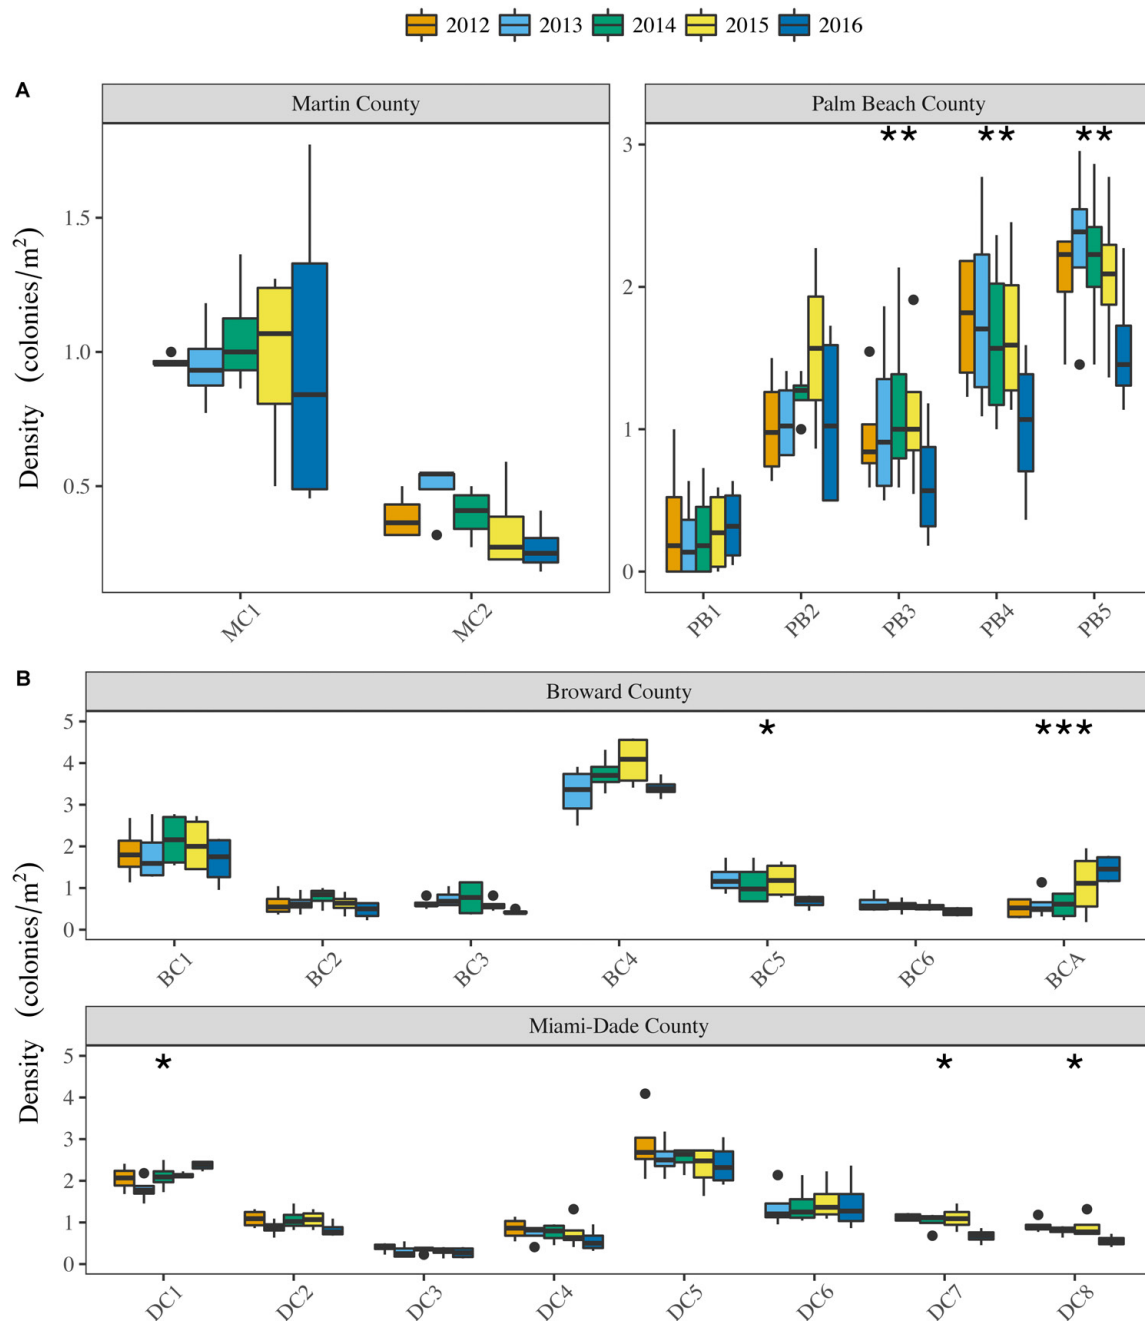 2012 2013 2014 2015 2016
A
Martin County
Palm Beach County
Density (colonies/m²)
1.5
1.0
0.5
MC1 MC2
** ** **
3
2
1
0
PB1 PB2 PB3 PB4 PB5
B
Broward County
Density (colonies/m²)
* ***
5
4
3
2
1
0
BC1 BC2 BC3 BC4 BC5 BC6 BCA
Miami-Dade County
* * *
5
4
3
2
1
0
DC1 DC2 DC3 DC4 DC5 DC6 DC7 DC8